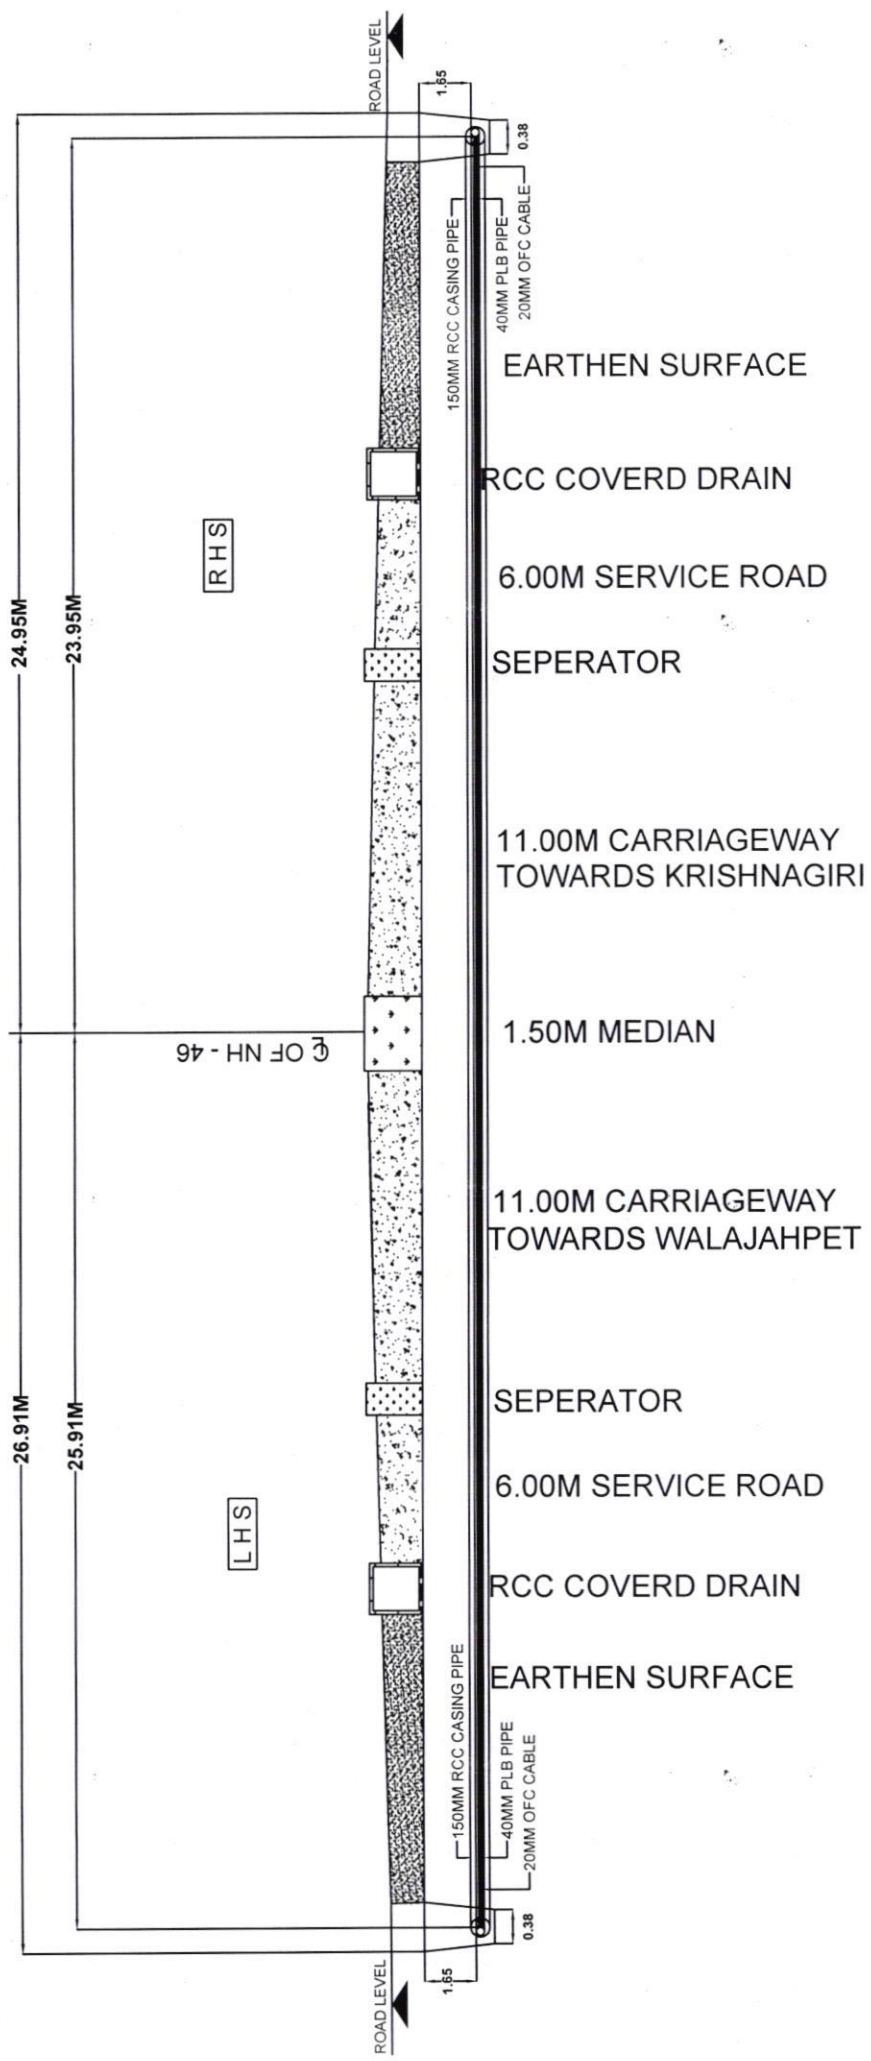 ROAD LEVEL
1.65
0.38
24.95M
23.95M
150MM RCC CASING PIPE
40MM PLB PIPE
20MM OFC CABLE
EARTHEN SURFACE
RCC COVERD DRAIN
RHS
6.00M SERVICE ROAD
SEPERATOR
11.00M CARRIAGEWAY
TOWARDS KRISHNAGIRI
℄ OF NH - 46
1.50M MEDIAN
11.00M CARRIAGEWAY
TOWARDS WALAJAHPET
26.91M
25.91M
SEPERATOR
LHS
6.00M SERVICE ROAD
RCC COVERD DRAIN
EARTHEN SURFACE
150MM RCC CASING PIPE
40MM PLB PIPE
20MM OFC CABLE
0.38
1.65
ROAD LEVEL